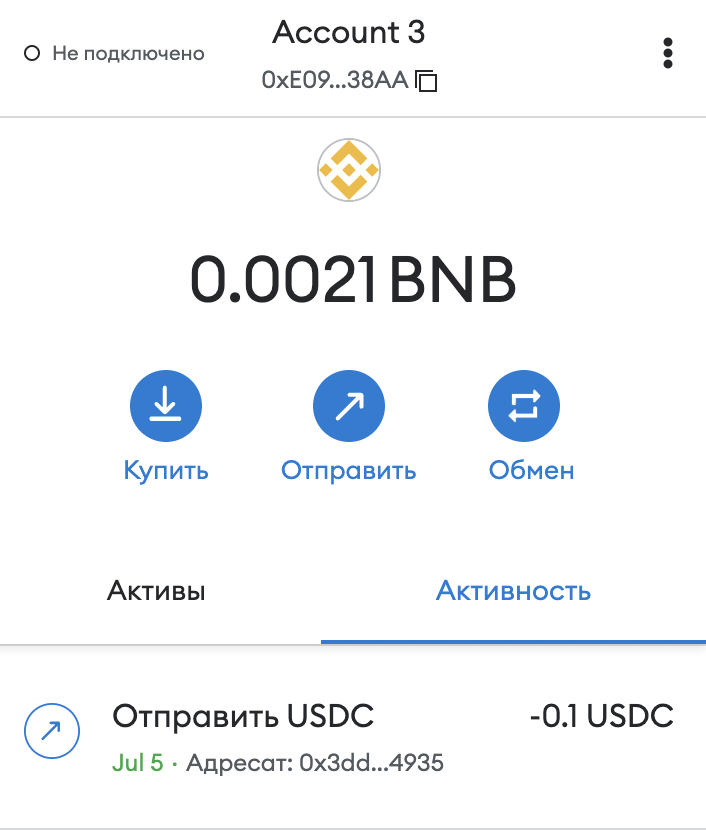 Account 3
Не подключено
0xE09...38AA
0.0021 BNB
Купить Отправить Обмен
Активы Активность
Отправить USDC -0.1 USDC
Jul 5 · Адресат: 0x3dd...4935